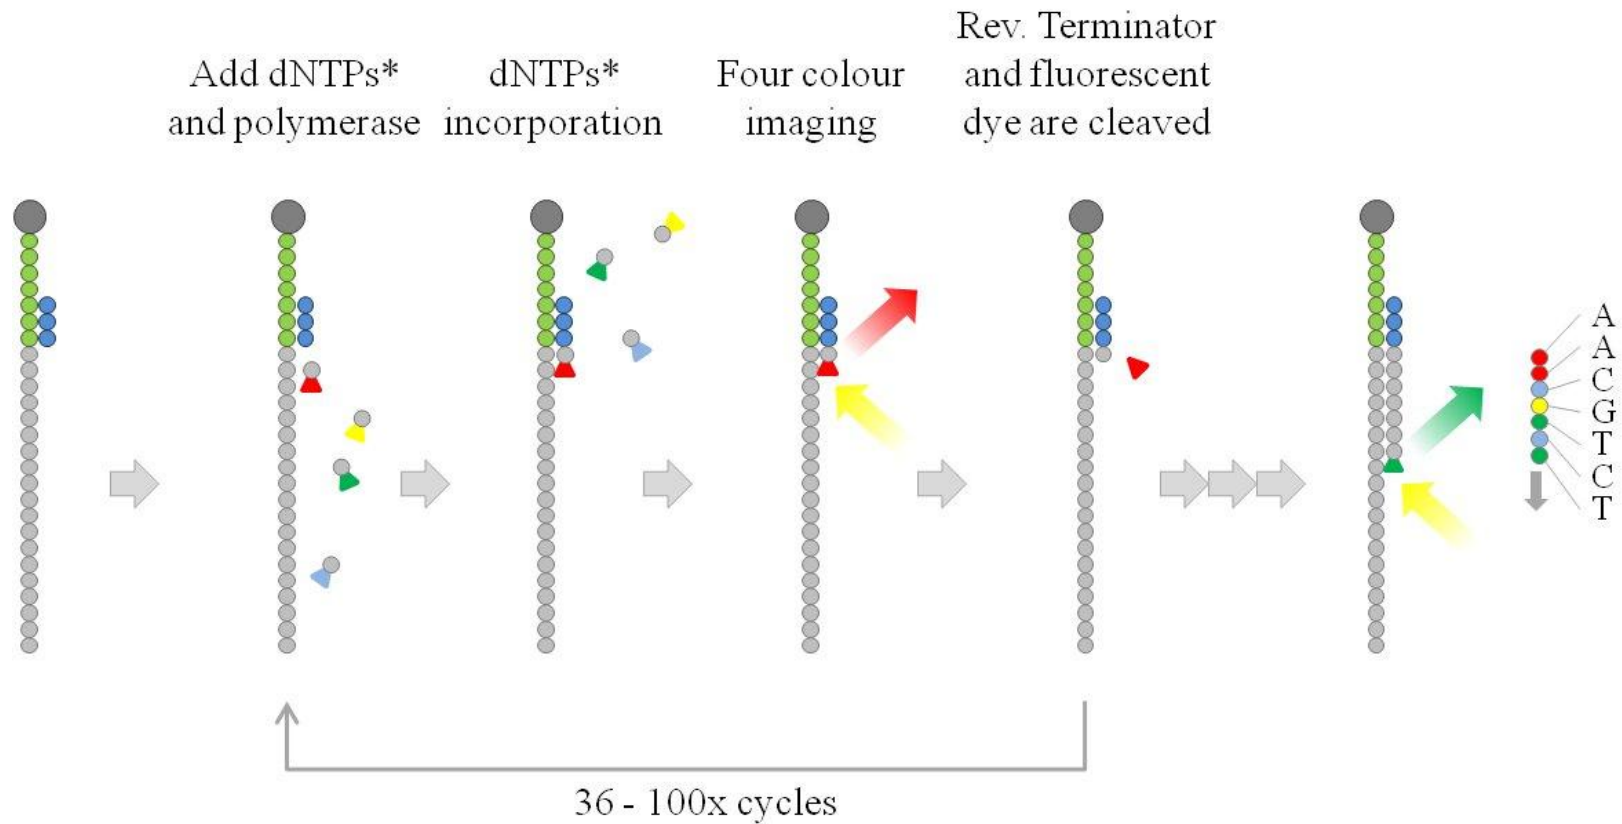 Add dNTPs*
and polymerase
dNTPs*
incorporation
Four colour
imaging
Rev. Terminator
and fluorescent
dye are cleaved
A
A
C
G
T
C
T
36 - 100x cycles